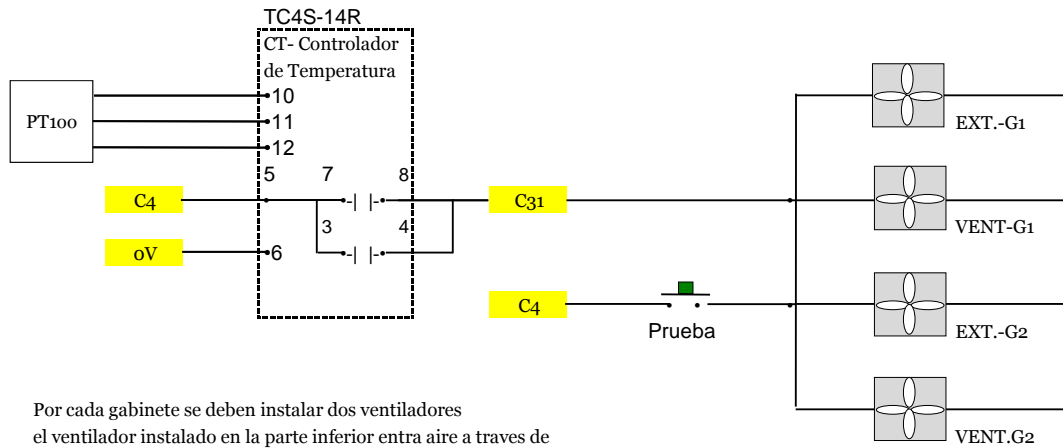 TC4S-14R
CT- Controlador
de Temperatura
PT100
10
11
12
5
7
8
C4
C31
3
4
0V
6
C4
Prueba
EXT.-G1
VENT-G1
EXT.-G2
VENT.G2
Por cada gabinete se deben instalar dos ventiladores
el ventilador instalado en la parte inferior entra aire a traves de